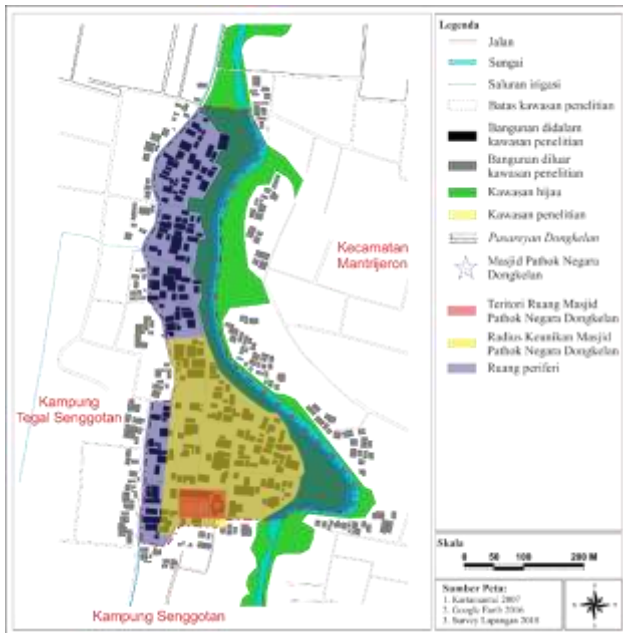 Legenda
Jalan
Sungai
Saluran irigasi
Batas kawasan penelitian
Bangunan didalam
kawasan penelitian
Bangunan diluar
kawasan penelitian
Kawasan hijau
Kawasan penelitian
Pasareyan Dongkelan
Masjid Pathok Negara
Dongkelan
Teritori Ruang Masjid
Pathok Negara Dongkelan
Radius Keunikan Masjid
Pathok Negara Dongkelan
Ruang periferi
Kecamatan
Mantrijeron
Kampung
Tegal Senggotan
Kampung Senggotan
Skala
0 50 100 200 M
Sumber Peta:
1. Kartamantul 2007
2. Google Earth 2016
3. Survey Lapangan 2018